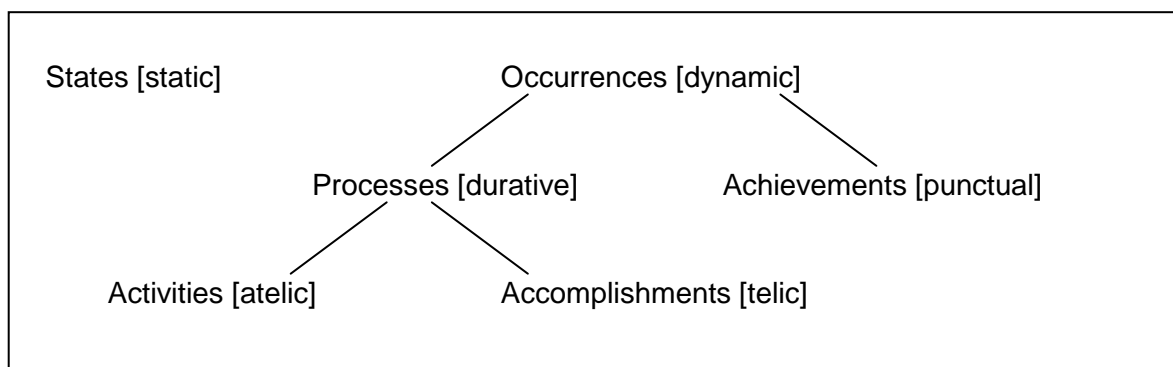 States [static] Occurrences [dynamic]
Processes [durative] Achievements [punctual]
Activities [atelic] Accomplishments [telic]